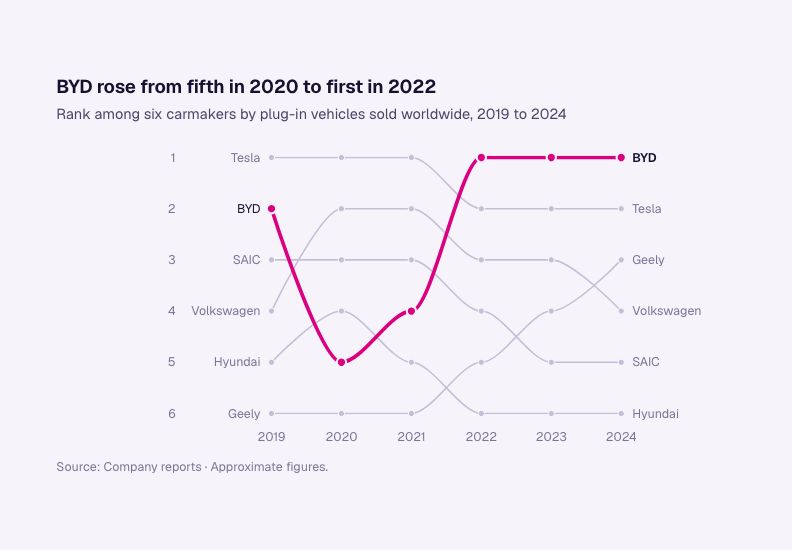 BYD rose from fifth in 2020 to first in 2022
Rank among six carmakers by plug-in vehicles sold worldwide, 2019 to 2024
1 Tesla BYD
2 BYD Tesla
3 SAIC Geely
4 Volkswagen Volkswagen
5 Hyundai SAIC
6 Geely Hyundai
2019 2020 2021 2022 2023 2024
Source: Company reports · Approximate figures.